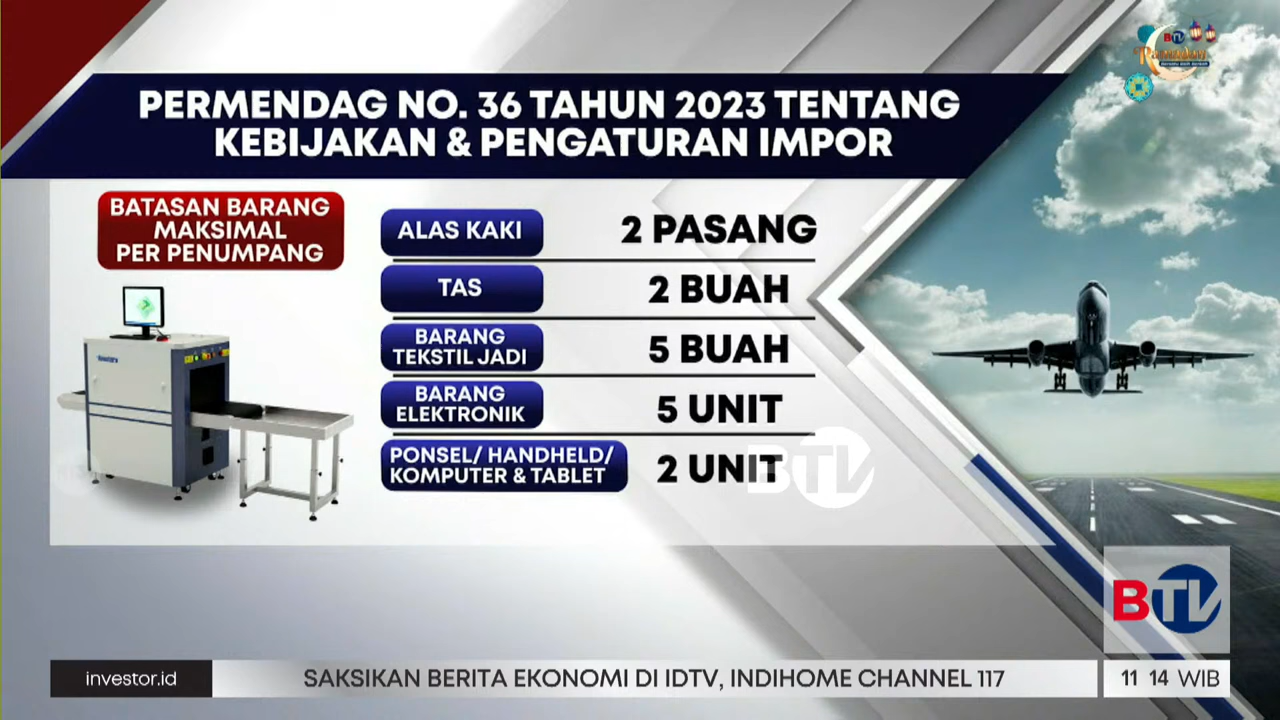 BTV
Ramadan
PERMENDAG NO. 36 TAHUN 2023 TENTANG
KEBIJAKAN & PENGATURAN IMPOR
BATASAN BARANG
MAKSIMAL
PER PENUMPANG
ALAS KAKI 2 PASANG
TAS 2 BUAH
BARANG
TEKSTIL JADI 5 BUAH
BARANG
ELEKTRONIK 5 UNIT
PONSEL/ HANDHELD/
KOMPUTER & TABLET 2 UNIT
BTV
BTV
investor.id SAKSIKAN BERITA EKONOMI DI IDTV, INDIHOME CHANNEL 117 11 14 WIB